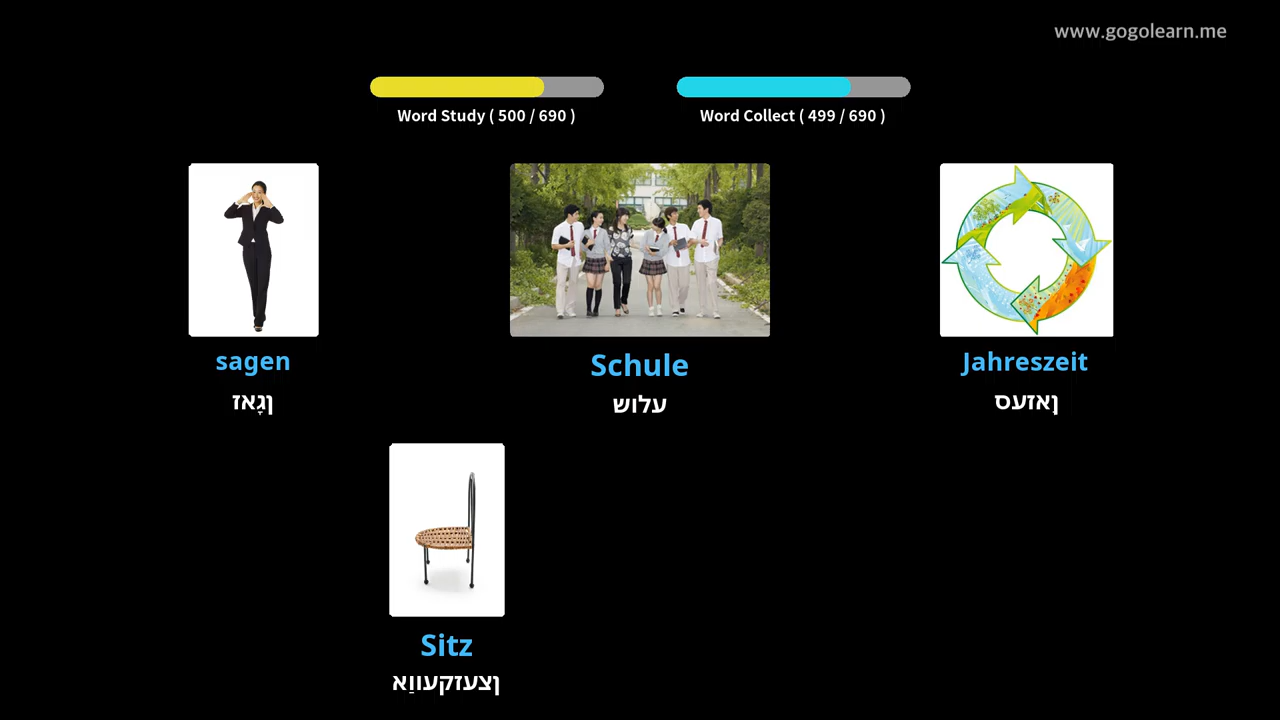 www.gogolearn.me
Word Study ( 500 / 690 )
Word Collect ( 499 / 690 )
sagen
זאָגן
Schule
שולע
Jahreszeit
סעזאָן
Sitz
אַוועקזעצן